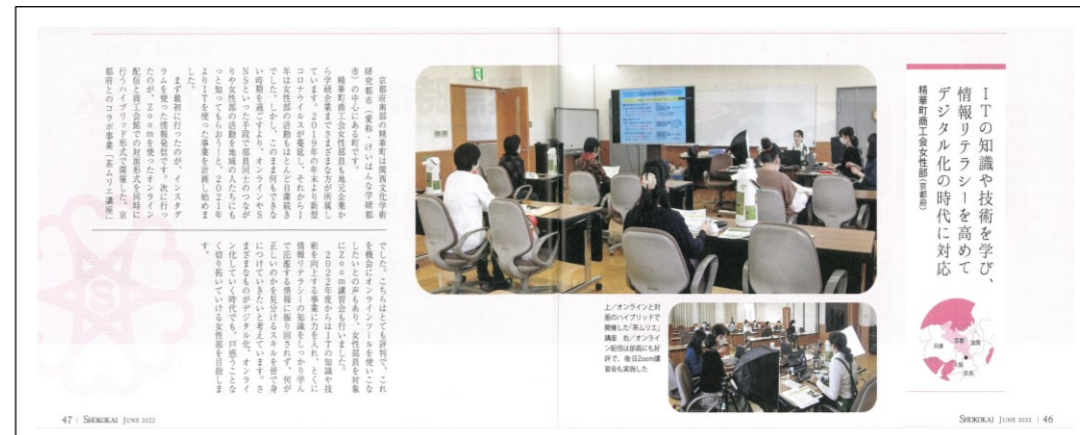 ITの知識や技術を学び、
情報リテラシーを高めて
デジタル化の時代に対応
精華町商工会女性部(京都府)
兵庫
京都
滋賀
大阪
奈良
上／オンラインと対
面のハイブリッドで
開催した「茶ムリエ」
講座 右／オンライ
ン配信は部員にも好
評で、後日Zoom講
習会も実施した
京都府南部の精華町は関西文化学術
研究都市(愛称・けいはんな学研都
市)の中心にある町です。
精華町商工会女性部員も地元企業か
ら学研企業までさまざまな方が所属し
ています。2019年の年末より新型
コロナウイルスが蔓延し、それから1
年は女性部の活動もほとんど自粛続き
でした。しかし、このまま何もできな
い時期を過ごすより、オンラインやS
NSといった手段で部員同士のつなが
りや女性部の活動を地域の人たちにも
っと知ってもらおう！と、2021年
よりITを使った事業を計画し始めま
した。
まず最初に行ったのが、インスタグ
ラムを使った情報発信です。次に行っ
たのが、Zoomを使ったオンライン
配信と商工会館での対面形式を同時に
行うハイブリッド形式で開催した、京
都府とのコラボ事業「茶ムリエ講座」
でした。こちらはとても評判で、これ
を機会にオンラインツールを使いこな
したいとの声もあり、女性部員を対象
にZoom講習会も行いました。
2022年度からはITの知識や技
術を向上する事業に力を入れ、とくに
情報リテラシーの知識をしっかり学ん
で氾濫する情報に振り回されず、何が
正しいのかを見分けるスキルを皆で身
につけていきたいと考えています。さ
まざまなものがデジタル化、オンライ
ン化していく時代でも、戸惑うことな
く切り拓いていける女性部を目指しま
す。
47 | SHOKOKAI JUNE 2022
SHOKOKAI JUNE 2022 | 46